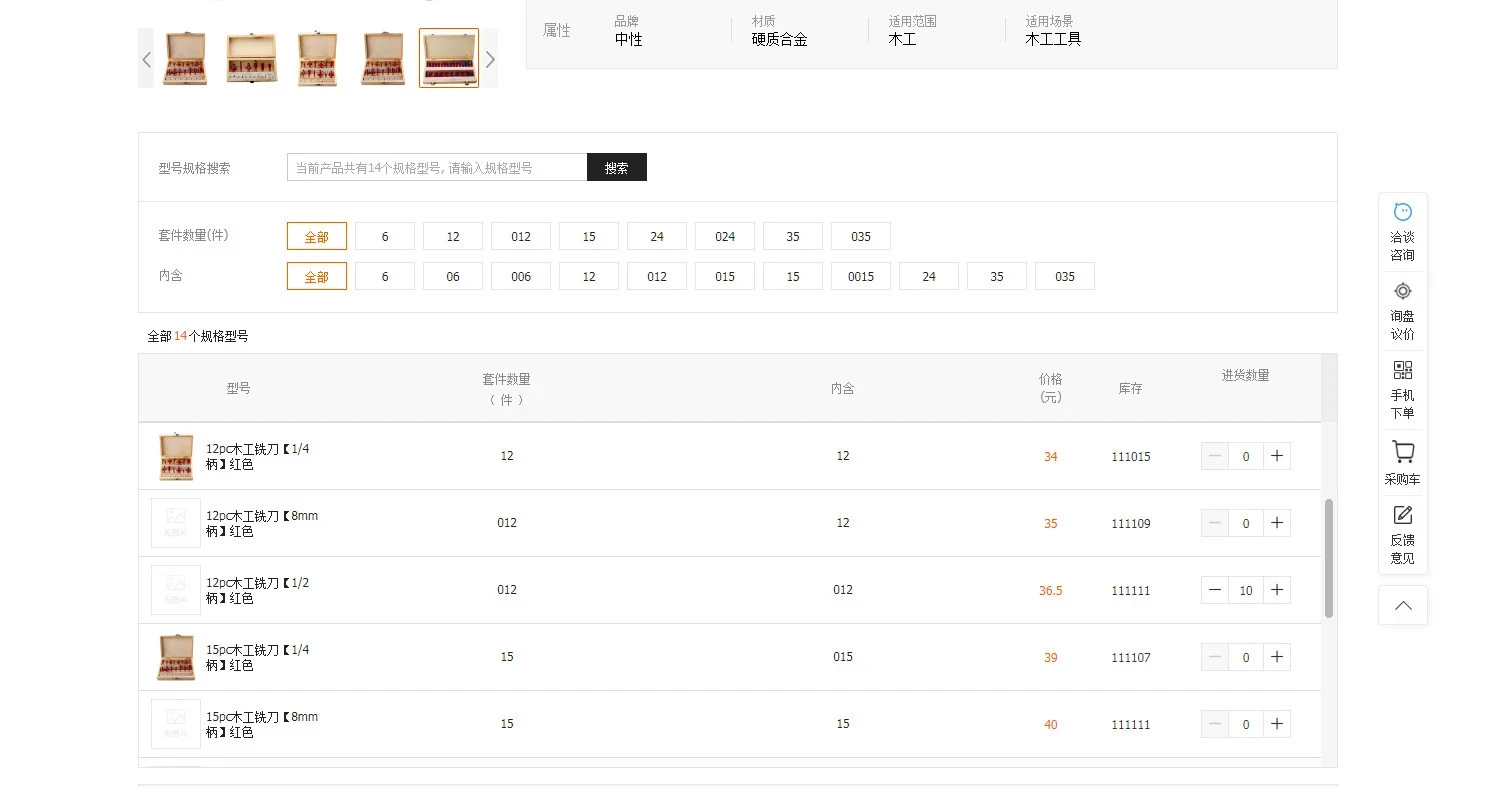 属性
品牌
中性
材质
硬质合金
适用范围
木工
适用场景
木工工具
型号规格搜索
当前产品共有14个规格型号, 请输入规格型号
搜索
套件数量(件)
全部 6 12 012 15 24 024 35 035
内含
全部 6 06 006 12 012 015 15 0015 24 35 035
全部14个规格型号
型号
套件数量
（ 件 ）
内含
价格
(元)
库存
进货数量
12pc木工铣刀【1/4
柄】红色
12 12 34 111015 − 0 +
无图片
12pc木工铣刀【8mm
柄】红色
012 12 35 111109 − 0 +
无图片
12pc木工铣刀【1/2
柄】红色
012 012 36.5 111111 − 10 +
15pc木工铣刀【1/4
柄】红色
15 015 39 111107 − 0 +
无图片
15pc木工铣刀【8mm
柄】红色
15 15 40 111111 − 0 +
洽谈
咨询
询盘
议价
手机
下单
采购车
反馈
意见